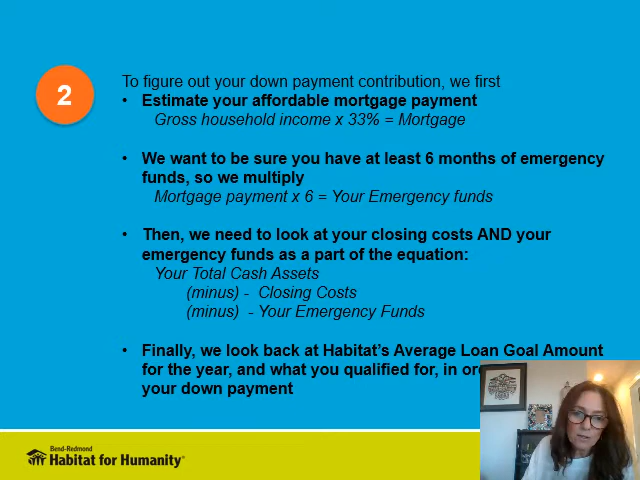 2
To figure out your down payment contribution, we first
• Estimate your affordable mortgage payment
Gross household income x 33% = Mortgage
• We want to be sure you have at least 6 months of emergency
funds, so we multiply
Mortgage payment x 6 = Your Emergency funds
• Then, we need to look at your closing costs AND your
emergency funds as a part of the equation:
Your Total Cash Assets
(minus) - Closing Costs
(minus) - Your Emergency Funds
• Finally, we look back at Habitat's Average Loan Goal Amount
for the year, and what you qualified for, in
your down payment
Bend-Redmond
Habitat for Humanity®